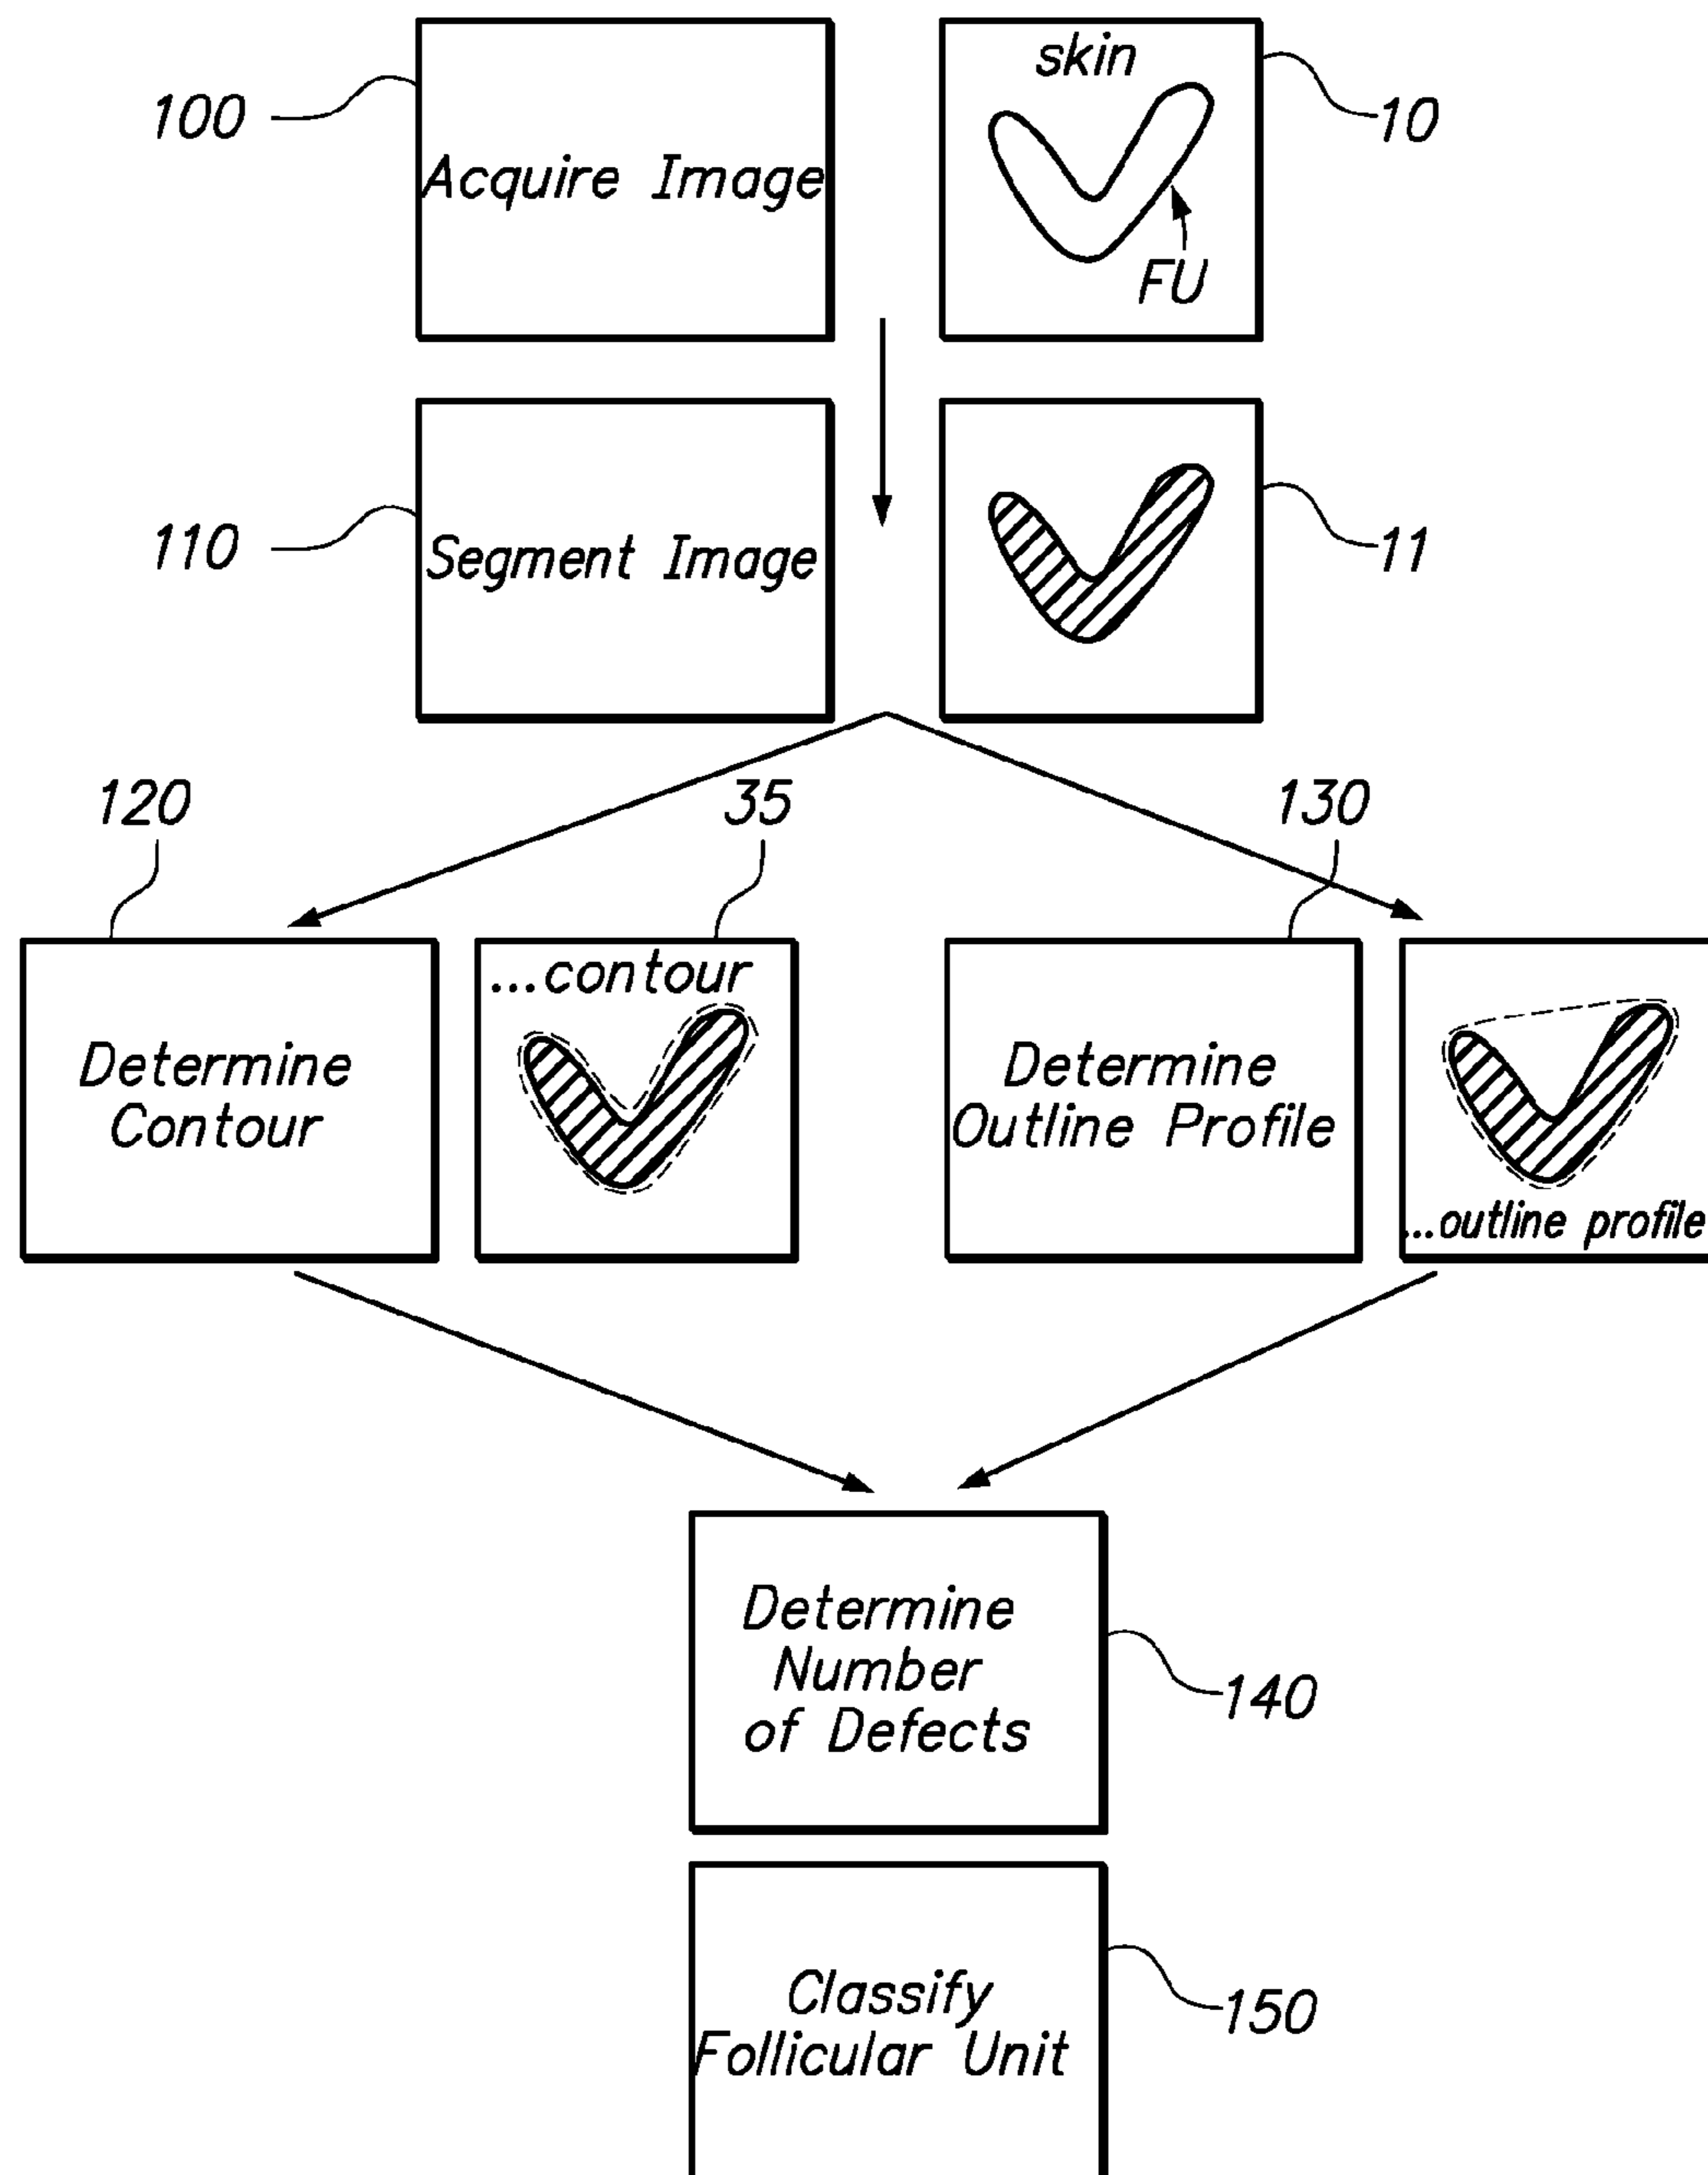 100
Acquire Image
skin
FU
10
110
Segment Image
11
120
35
130
Determine
Contour
...contour
Determine
Outline Profile
...outline profile
Determine
Number
of Defects
140
Classify
Follicular Unit
150